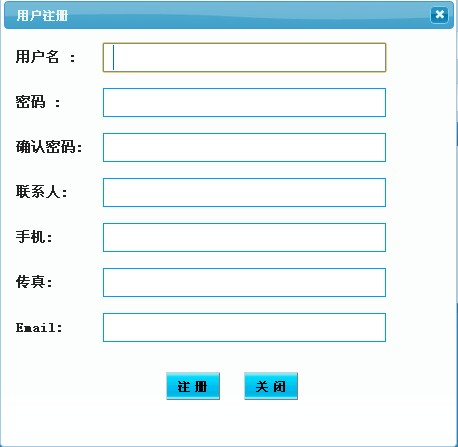 用户注册
用户名 :
密码 :
确认密码:
联系人:
手机:
传真:
Email:
注 册 关 闭